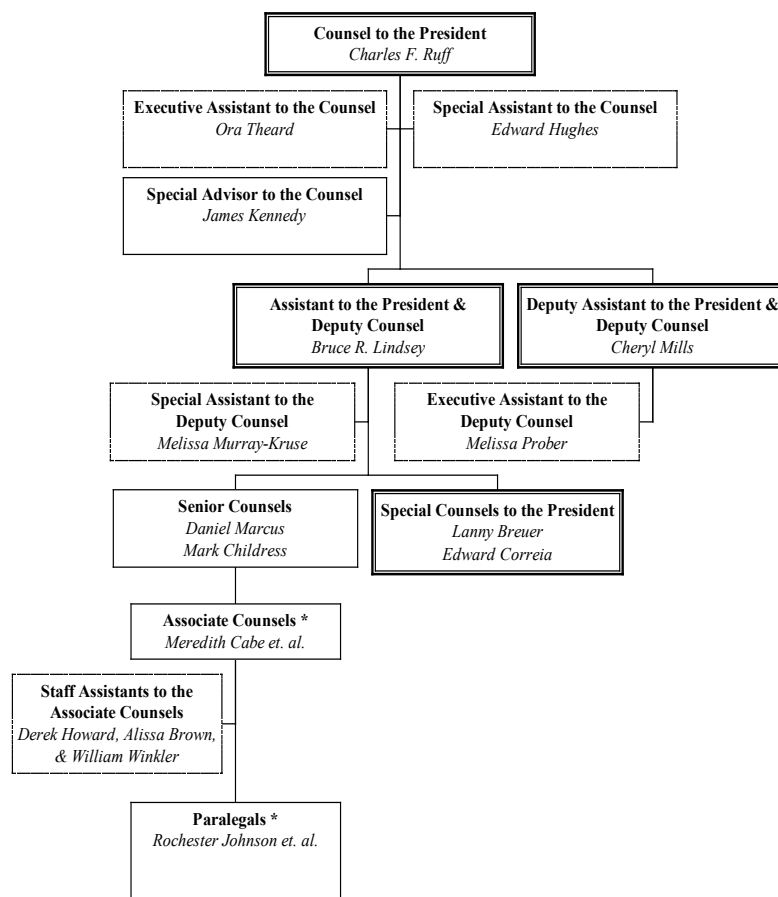 Counsel to the President
Charles F. Ruff
Executive Assistant to the Counsel
Ora Theard
Special Assistant to the Counsel
Edward Hughes
Special Advisor to the Counsel
James Kennedy
Assistant to the President &
Deputy Counsel
Bruce R. Lindsey
Deputy Assistant to the President &
Deputy Counsel
Cheryl Mills
Special Assistant to the
Deputy Counsel
Melissa Murray-Kruse
Executive Assistant to the
Deputy Counsel
Melissa Prober
Senior Counsels
Daniel Marcus
Mark Childress
Special Counsels to the President
Lanny Breuer
Edward Correia
Associate Counsels *
Meredith Cabe et. al.
Staff Assistants to the
Associate Counsels
Derek Howard, Alissa Brown,
& William Winkler
Paralegals *
Rochester Johnson et. al.